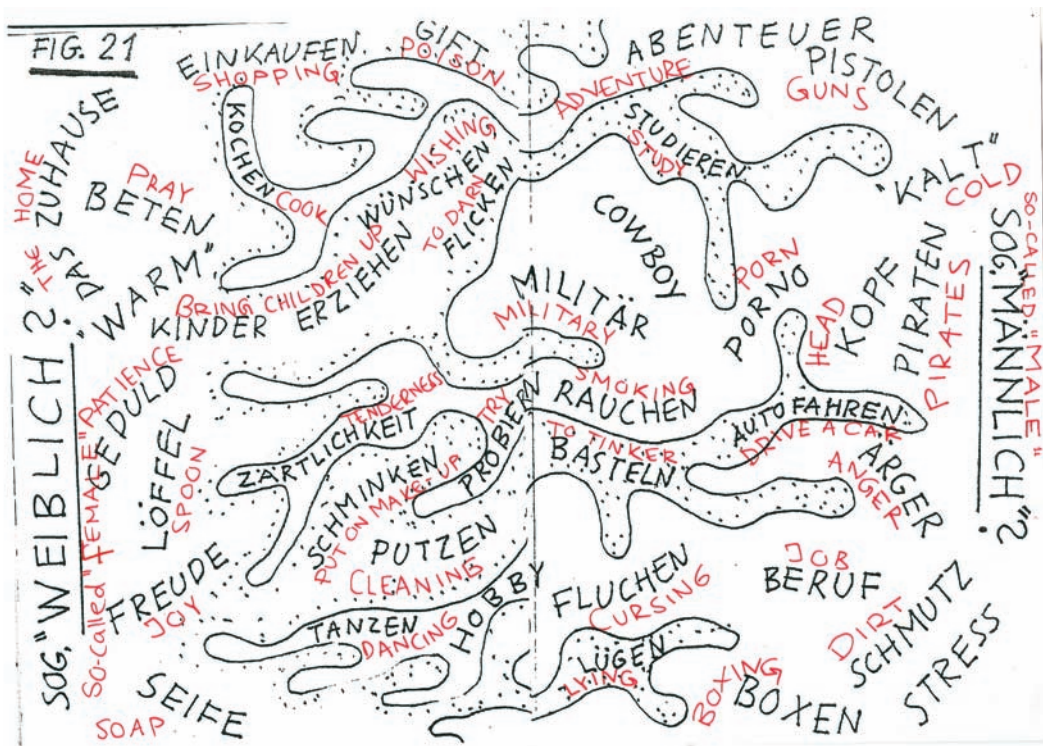 FIG. 21
EINKAUFEN
SHOPPING
GIFT
POISON
ABENTEUER
ADVENTURE
PISTOLEN
GUNS
DAS ZUHAUSE
THE HOME
PRAY
BETEN
KOCHEN
COOK
WISHING
WÜNSCHEN
TO DARN
FLICKEN
STUDIEREN
STUDY
"KALT"
COLD
"WARM"
BRING CHILDREN UP
KINDER ERZIEHEN
COWBOY
MILITÄR
MILITARY
PORN
PORNO
HEAD
KOPF
PIRATEN
PIRATES
SOG. "WEIBLICH"?
SO-CALLED "FEMALE"
SOG. "MÄNNLICH"?
SO-CALLED "MALE"
PATIENCE
GEDULD
LÖFFEL
SPOON
TENDERNESS
ZÄRTLICHKEIT
TRY
PROBIERN
SMOKING
RAUCHEN
TO TINKER
BASTELN
AUTOFAHREN
DRIVE A CAR
ANGER
ÄRGER
SCHMINKEN
PUT ON MAKE-UP
PUTZEN
CLEANINE
FREUDE
JOY
TANZEN
DANCING
HOBBY
FLUCHEN
CURSING
JOB
BERUF
LÜGEN
LYING
DIRT
SCHMUTZ
STRESS
SEIFE
SOAP
BOXING
BOXEN